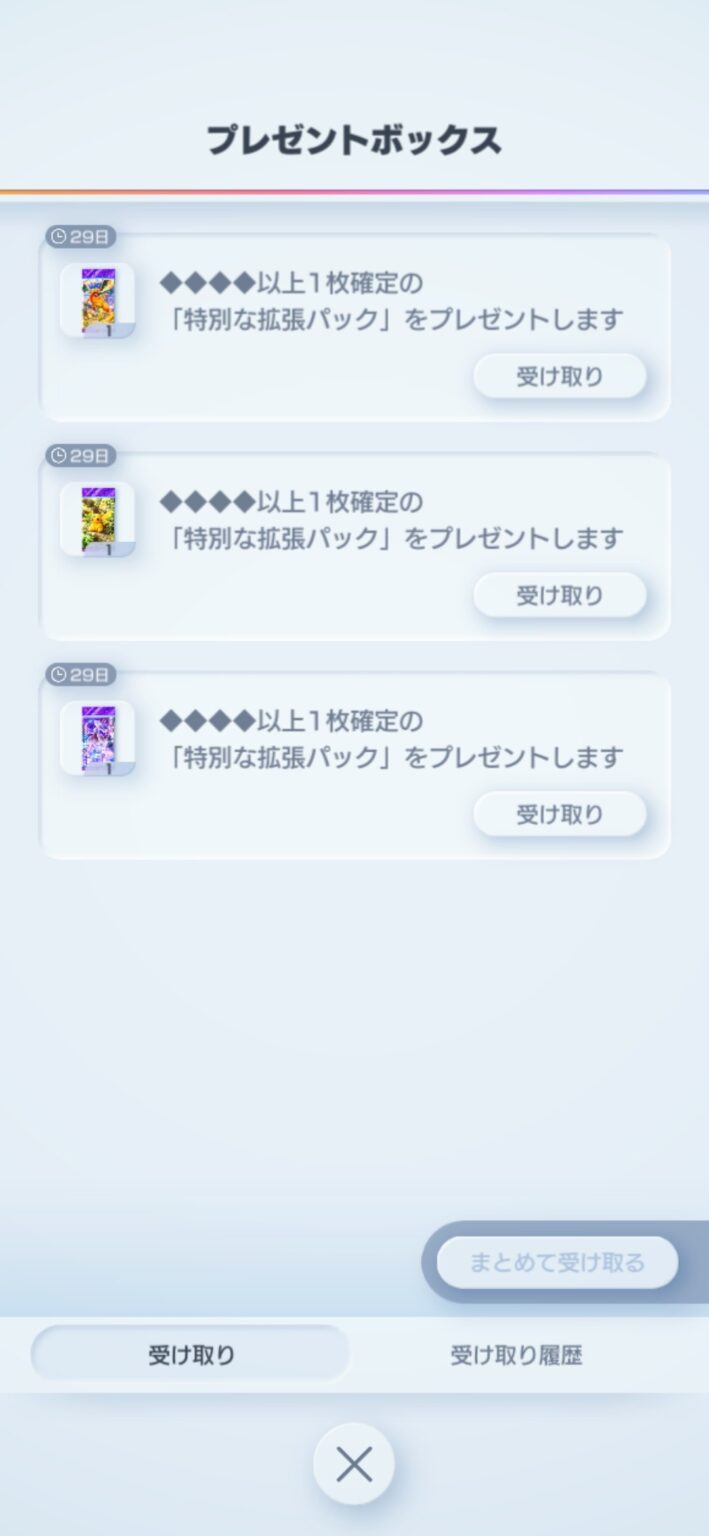 プレゼントボックス
29日
◆◆◆◆以上1枚確定の
「特別な拡張パック」をプレゼントします
1
受け取り
29日
◆◆◆◆以上1枚確定の
「特別な拡張パック」をプレゼントします
1
受け取り
29日
◆◆◆◆以上1枚確定の
「特別な拡張パック」をプレゼントします
1
受け取り
まとめて受け取る
受け取り
受け取り履歴